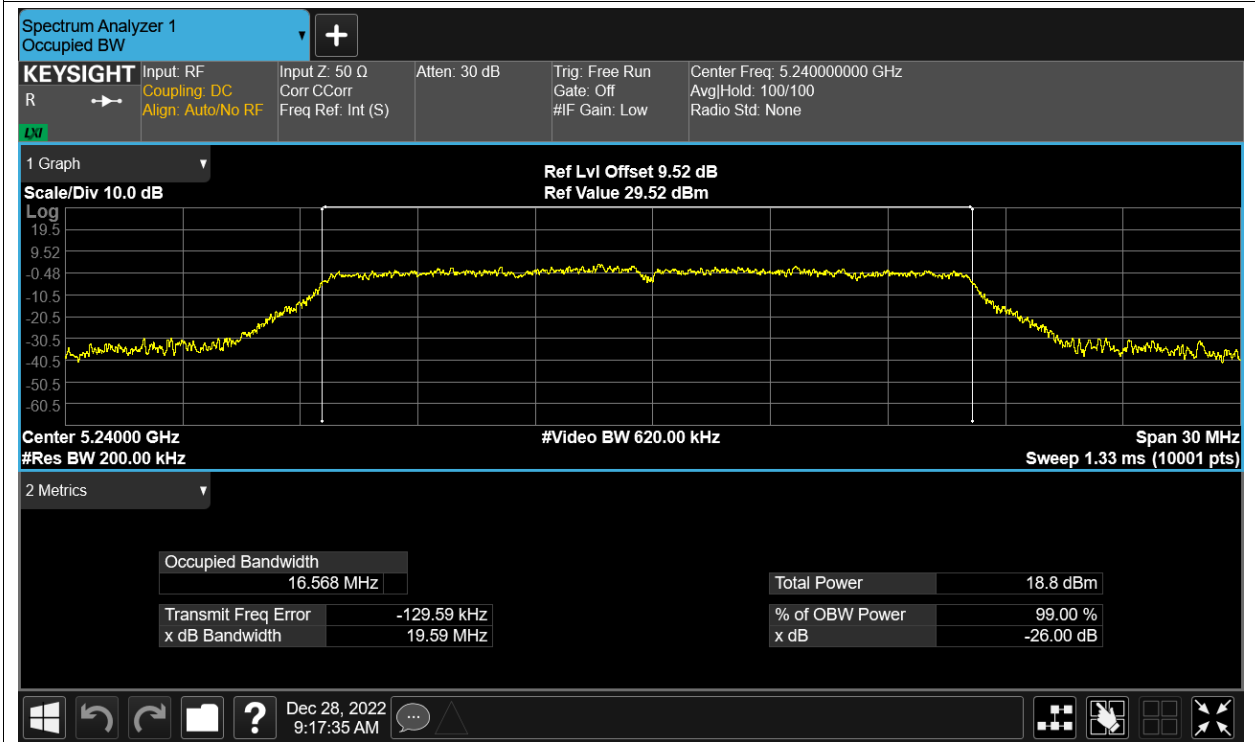 Spectrum Analyzer 1
Occupied BW
KEYSIGHT
R
LXI
Input: RF
Coupling: DC
Align: Auto/No RF
Input Z: 50 Ω
Corr CCorr
Freq Ref: Int (S)
Atten: 30 dB
Trig: Free Run
Gate: Off
#IF Gain: Low
Center Freq: 5.240000000 GHz
Avg|Hold: 100/100
Radio Std: None
1 Graph
Scale/Div 10.0 dB
Ref Lvl Offset 9.52 dB
Ref Value 29.52 dBm
Log
19.5
9.52
-0.48
-10.5
-20.5
-30.5
-40.5
-50.5
-60.5
Center 5.24000 GHz
#Video BW 620.00 kHz
Span 30 MHz
#Res BW 200.00 kHz
Sweep 1.33 ms (10001 pts)
2 Metrics
Occupied Bandwidth
16.568 MHz
Total Power 18.8 dBm
Transmit Freq Error -129.59 kHz
% of OBW Power 99.00 %
x dB Bandwidth 19.59 MHz
x dB -26.00 dB
?
Dec 28, 2022
9:17:35 AM